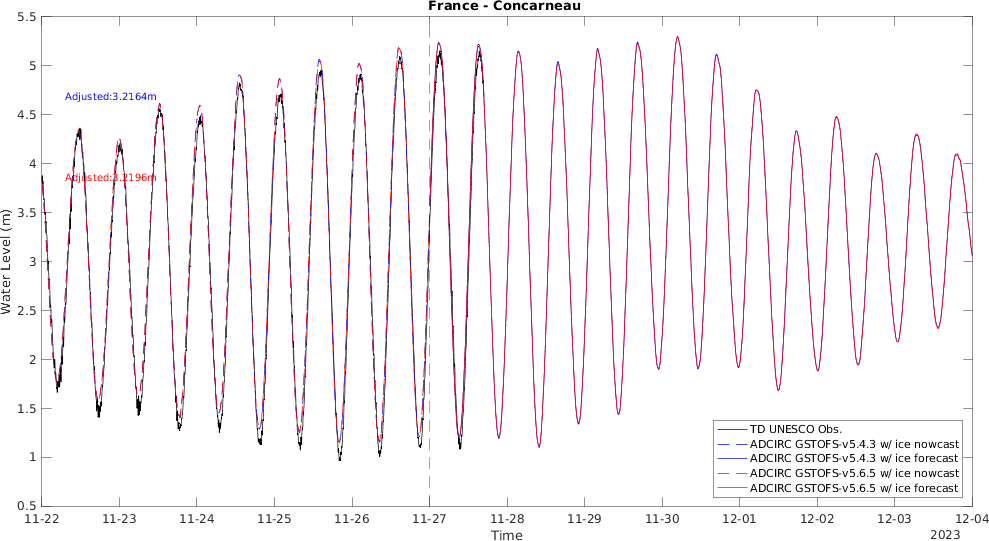 France - Concarneau
5.5
5
4.5
4
3.5
3
2.5
2
1.5
1
0.5
Water Level (m)
Adjusted:3.2164m
Adjusted:3.2196m
TD UNESCO Obs.
ADCIRC GSTOFS-v5.4.3 w/ ice nowcast
ADCIRC GSTOFS-v5.4.3 w/ ice forecast
ADCIRC GSTOFS-v5.6.5 w/ ice nowcast
ADCIRC GSTOFS-v5.6.5 w/ ice forecast
11-22 11-23 11-24 11-25 11-26 11-27 11-28 11-29 11-30 12-01 12-02 12-03 12-04
Time
2023